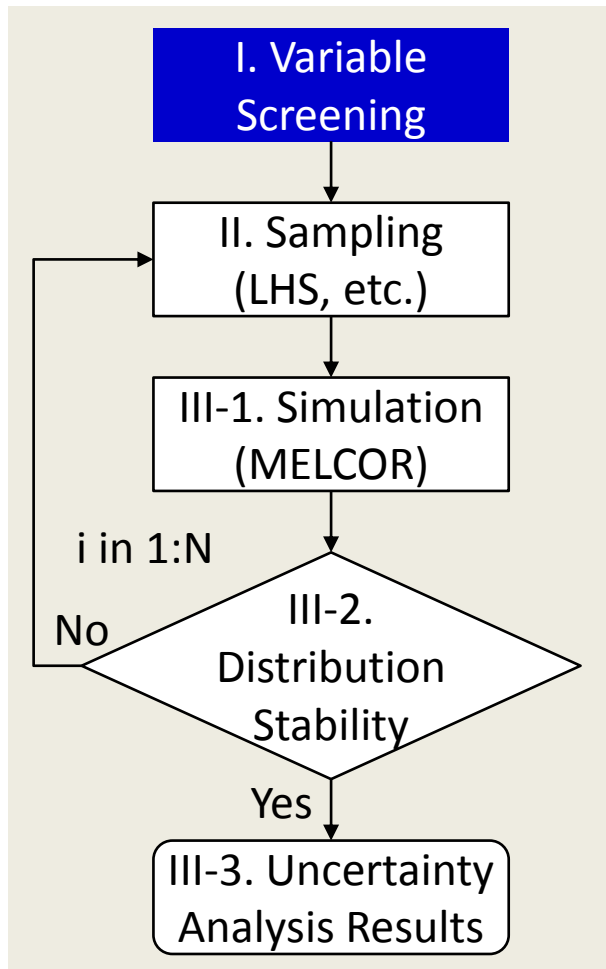 I. Variable
Screening
II. Sampling
(LHS, etc.)
III-1. Simulation
(MELCOR)
i in 1:N
No
III-2.
Distribution
Stability
Yes
III-3. Uncertainty
Analysis Results